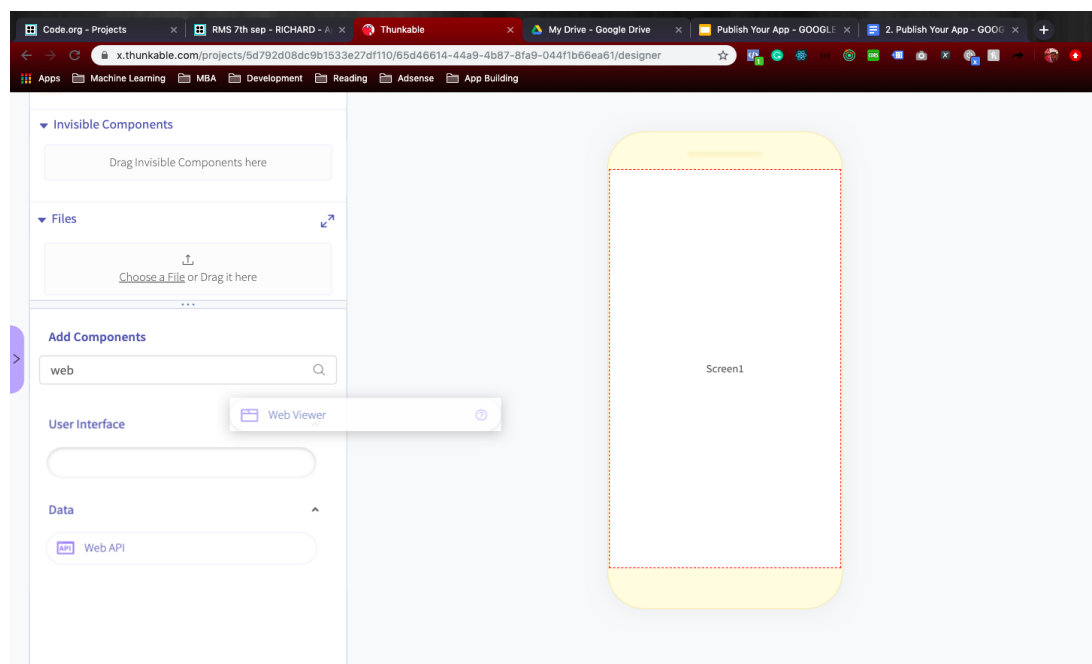 Code.org - Projects
RMS 7th sep - RICHARD - A
Thunkable
My Drive - Google Drive
Publish Your App - GOOGLE
2. Publish Your App - GOOG
x.thunkable.com/projects/5d792d08dc9b1533e27df110/65d46614-44a9-4b87-8fa9-044f1b66ea61/designer
Apps
Machine Learning
MBA
Development
Reading
Adsense
App Building
Invisible Components
Drag Invisible Components here
Files
Choose a File or Drag it here
Add Components
web
Web Viewer
User Interface
Data
API
Web API
Screen1